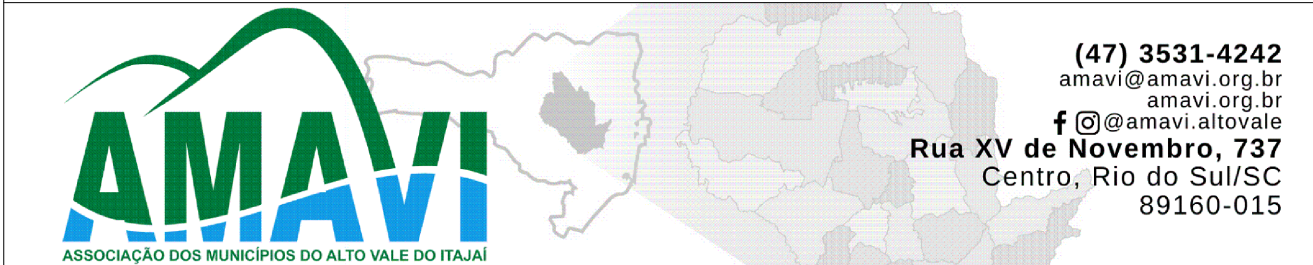 AMAVI
ASSOCIAÇÃO DOS MUNICÍPIOS DO ALTO VALE DO ITAJAÍ
(47) 3531-4242
amavi@amavi.org.br
amavi.org.br
@amavi.altovale
Rua XV de Novembro, 737
Centro, Rio do Sul/SC
89160-015